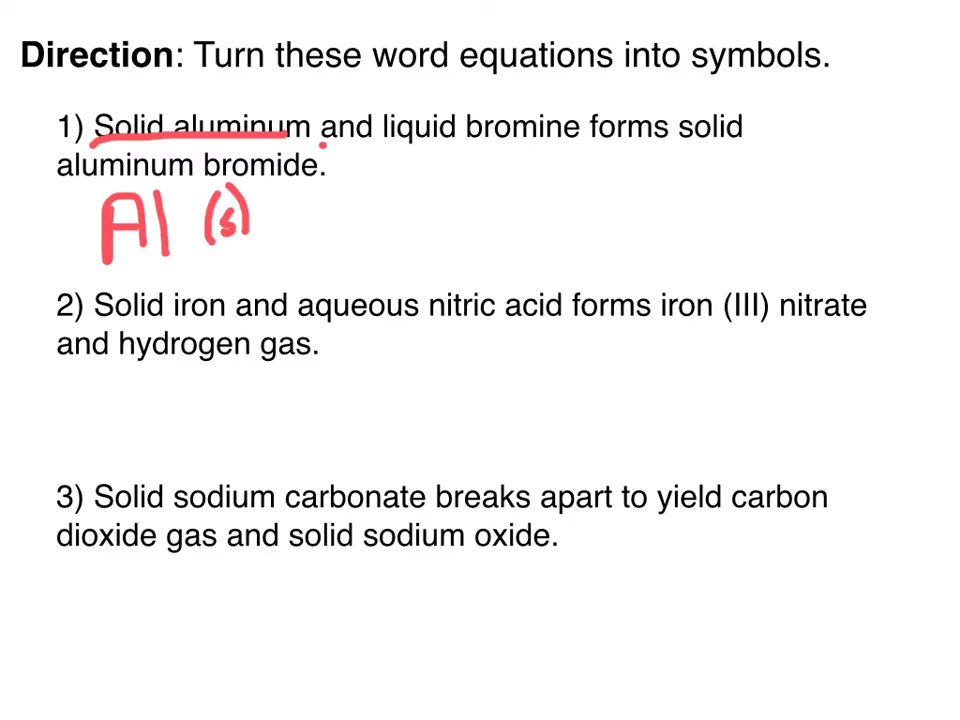 Direction: Turn these word equations into symbols.
1) Solid aluminum and liquid bromine forms solid
aluminum bromide.
Al (s)
2) Solid iron and aqueous nitric acid forms iron (III) nitrate
and hydrogen gas.
3) Solid sodium carbonate breaks apart to yield carbon
dioxide gas and solid sodium oxide.